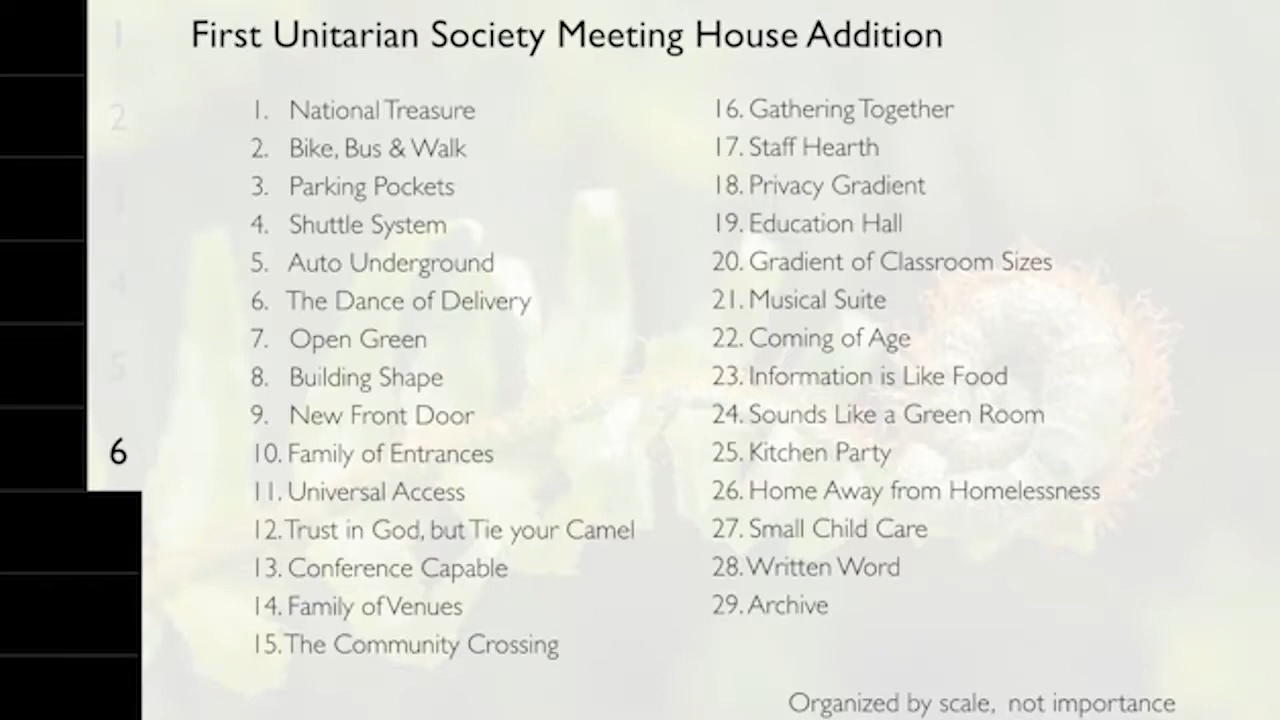 First Unitarian Society Meeting House Addition
1
2
3
4
5
6
1. National Treasure
2. Bike, Bus & Walk
3. Parking Pockets
4. Shuttle System
5. Auto Underground
6. The Dance of Delivery
7. Open Green
8. Building Shape
9. New Front Door
10. Family of Entrances
11. Universal Access
12. Trust in God, but Tie your Camel
13. Conference Capable
14. Family of Venues
15. The Community Crossing
16. Gathering Together
17. Staff Hearth
18. Privacy Gradient
19. Education Hall
20. Gradient of Classroom Sizes
21. Musical Suite
22. Coming of Age
23. Information is Like Food
24. Sounds Like a Green Room
25. Kitchen Party
26. Home Away from Homelessness
27. Small Child Care
28. Written Word
29. Archive
Organized by scale, not importance